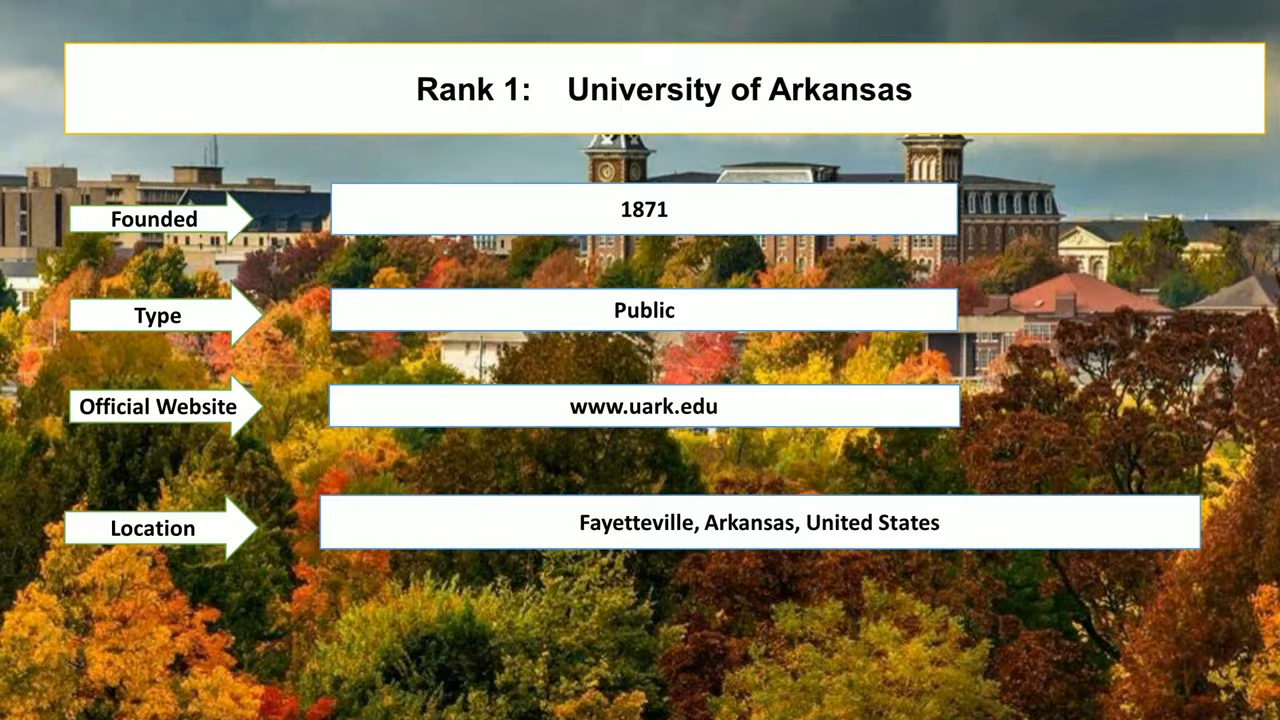 Rank 1: University of Arkansas
Founded
1871
Type
Public
Official Website
www.uark.edu
Location
Fayetteville, Arkansas, United States